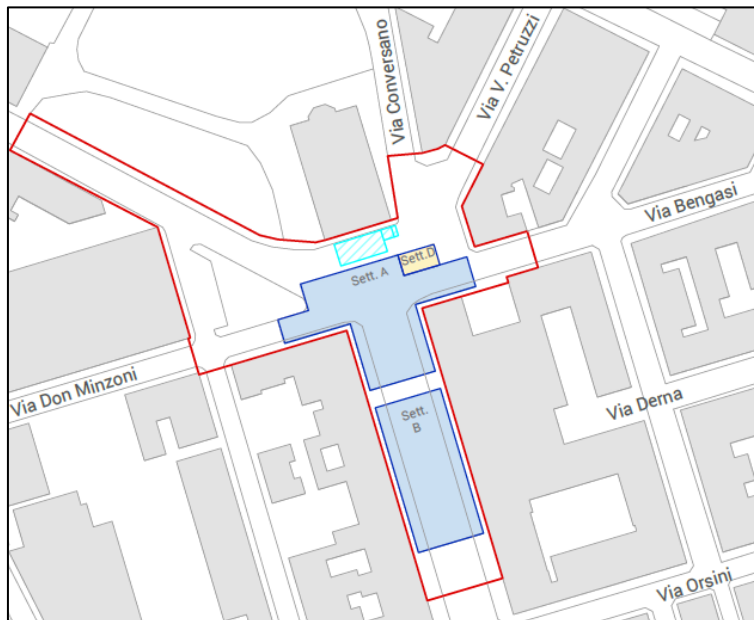 Via Conversano
Via V. Petruzzi
Via Bengasi
Sett.D
Sett. A
Via Don Minzoni
Via Derna
Sett.
B
Via Orsini